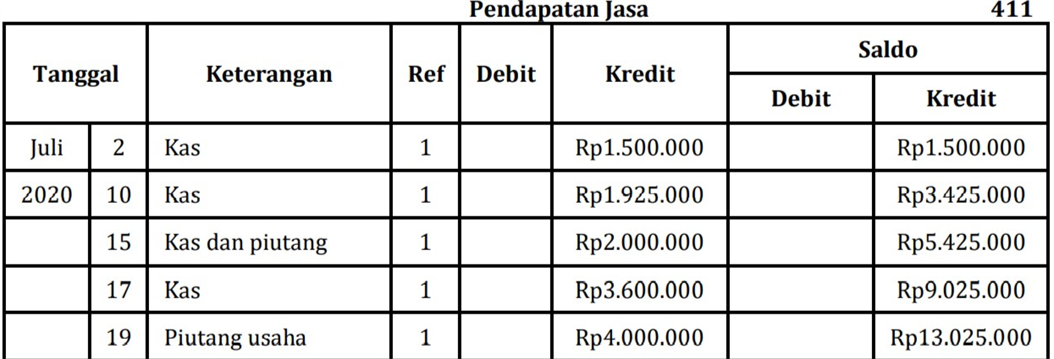 Pendapatan Jasa 411
Tanggal Keterangan Ref Debit Kredit Saldo
Debit Kredit
Juli 2 Kas 1 Rp1.500.000 Rp1.500.000
2020 10 Kas 1 Rp1.925.000 Rp3.425.000
15 Kas dan piutang 1 Rp2.000.000 Rp5.425.000
17 Kas 1 Rp3.600.000 Rp9.025.000
19 Piutang usaha 1 Rp4.000.000 Rp13.025.000